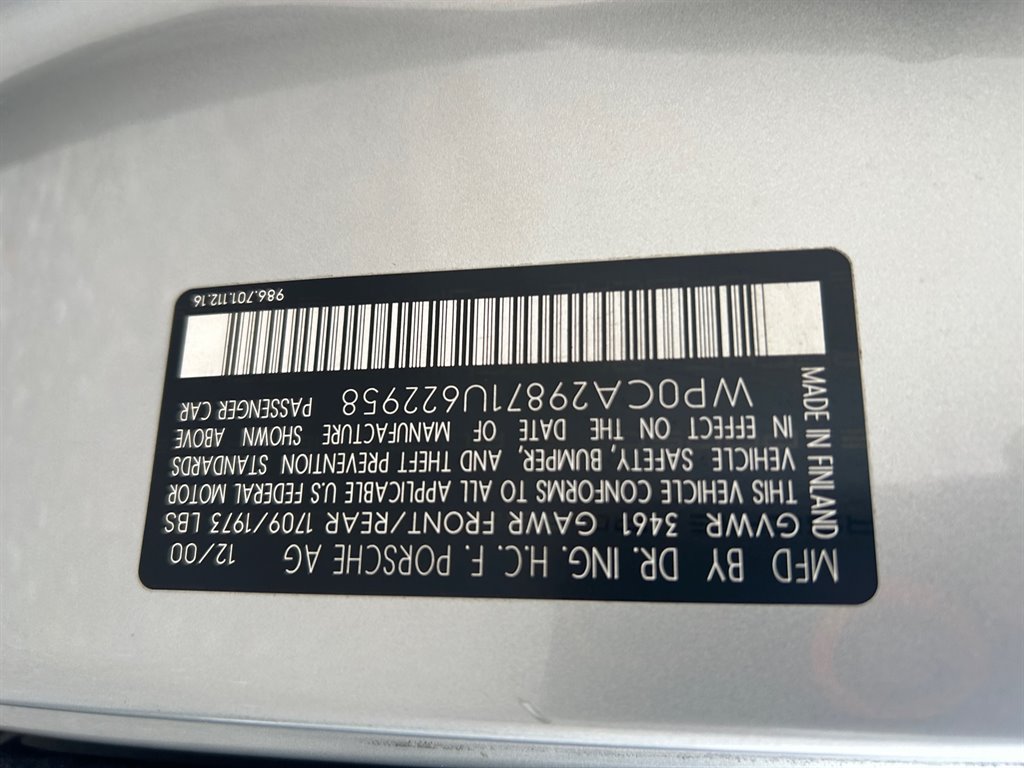 MFD BY DR. ING. H.C. F. PORSCHE AG 12/00
GVWR 3461 GAWR FRONT/REAR 1709/1973 LBS
THIS VEHICLE CONFORMS TO ALL APPLICABLE U.S FEDERAL MOTOR
VEHICLE SAFETY, BUMPER, AND THEFT PREVENTION STANDARDS
IN EFFECT ON THE DATE OF MANUFACTURE SHOWN ABOVE
WP0CA29871U622958 PASSENGER CAR
986.701.112.16
MADE IN FINLAND